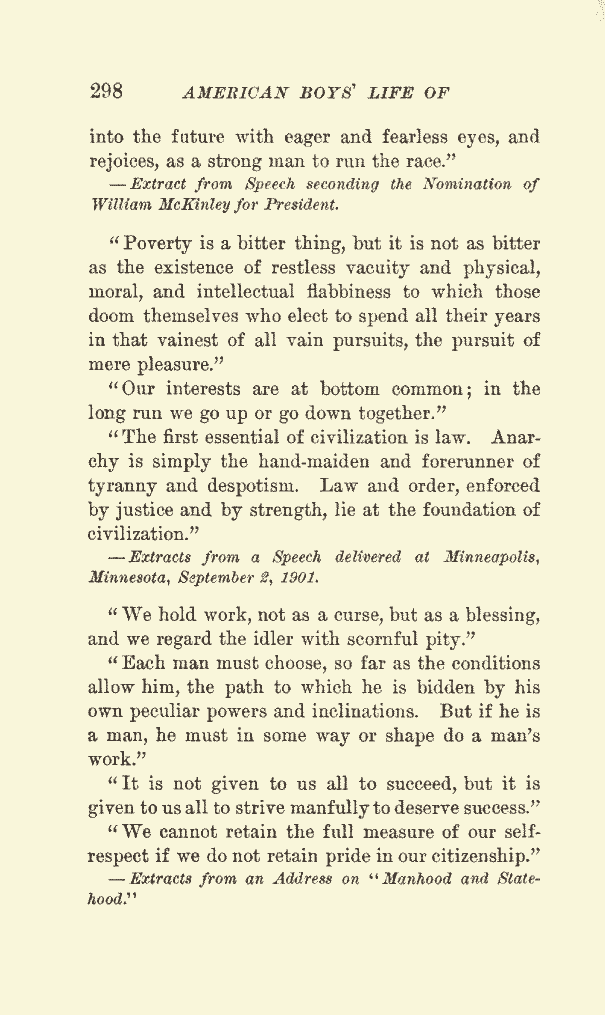 298 AMERICAN BOYS' LIFE OF
into the future with eager and fearless eyes, and
rejoices, as a strong man to run the race."
— Extract from Speech seconding the Nomination of
William McKinley for President.
"Poverty is a bitter thing, but it is not as bitter
as the existence of restless vacuity and physical,
moral, and intellectual flabbiness to which those
doom themselves who elect to spend all their years
in that vainest of all vain pursuits, the pursuit of
mere pleasure."
"Our interests are at bottom common; in the
long run we go up or go down together."
"The first essential of civilization is law. Anar-
chy is simply the hand-maiden and forerunner of
tyranny and despotism. Law and order, enforced
by justice and by strength, lie at the foundation of
civilization."
— Extracts from a Speech delivered at Minneapolis,
Minnesota, September 2, 1901.
"We hold work, not as a curse, but as a blessing,
and we regard the idler with scornful pity."
"Each man must choose, so far as the conditions
allow him, the path to which he is bidden by his
own peculiar powers and inclinations. But if he is
a man, he must in some way or shape do a man's
work."
"It is not given to us all to succeed, but it is
given to us all to strive manfully to deserve success."
"We cannot retain the full measure of our self-
respect if we do not retain pride in our citizenship."
— Extracts from an Address on "Manhood and State-
hood."